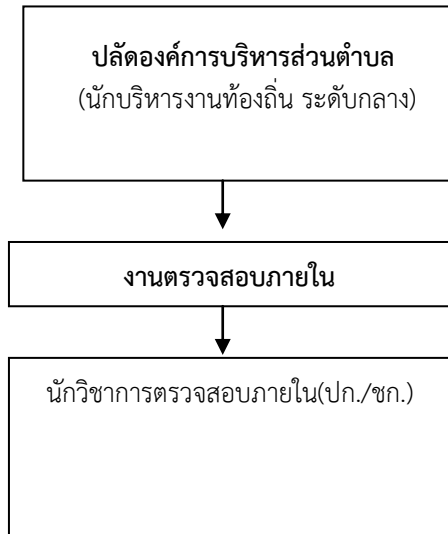 ปลัดองค์การบริหารส่วนตำบล
(นักบริหารงานท้องถิ่น ระดับกลาง)
งานตรวจสอบภายใน
นักวิชาการตรวจสอบภายใน(ปก./ชก.)